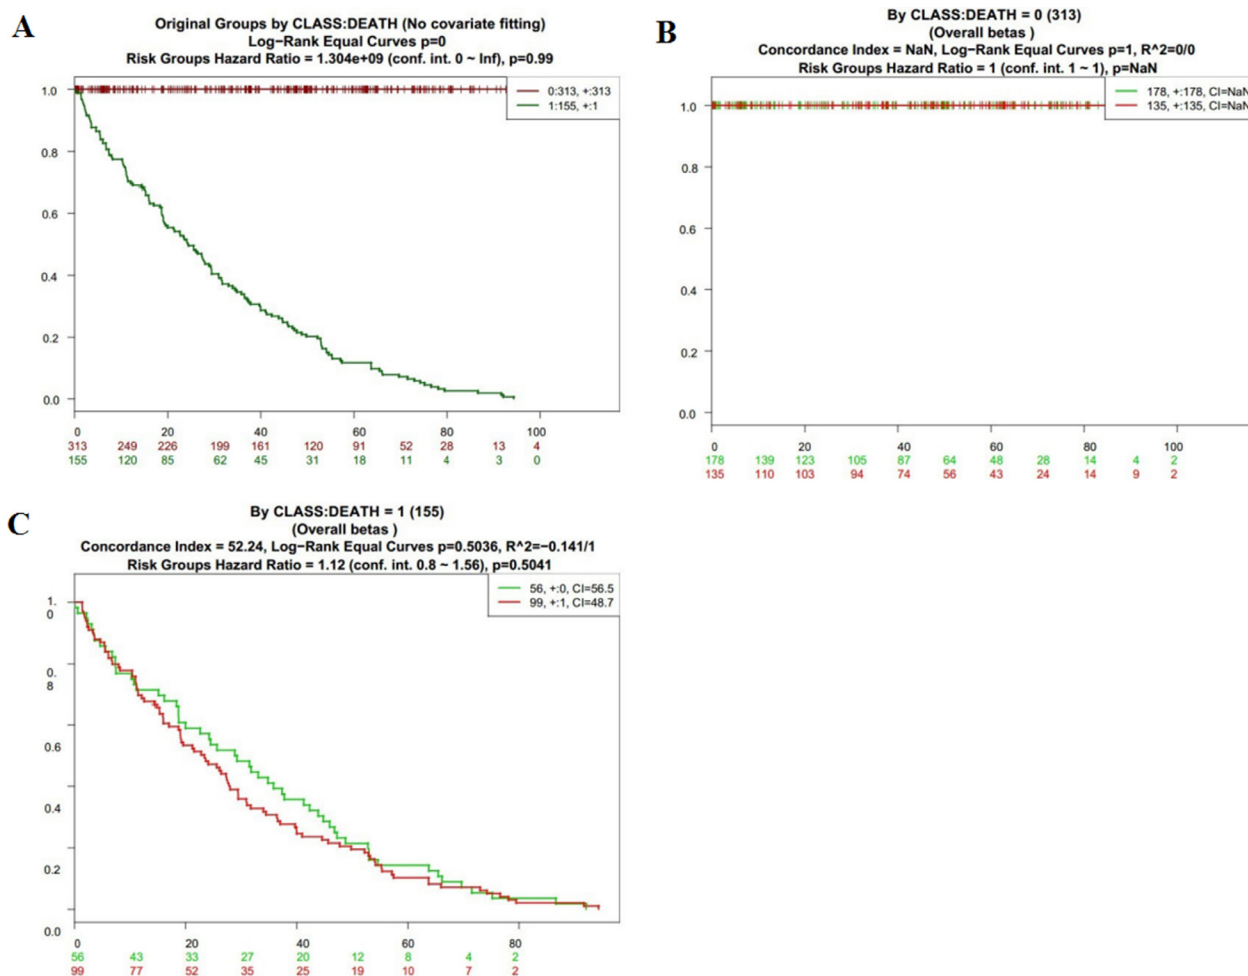 A
Original Groups by CLASS:DEATH (No covariate fitting)
Log−Rank Equal Curves p=0
Risk Groups Hazard Ratio = 1.304e+09 (conf. int. 0 ~ Inf), p=0.99
0:313, +:313
1:155, +:1
1.0
0.8
0.6
0.4
0.2
0.0
0 20 40 60 80 100
313 249 226 199 161 120 91 52 28 13 4
155 120 85 62 45 31 18 11 4 3 0
B
By CLASS:DEATH = 0 (313)
(Overall betas )
Concordance Index = NaN, Log−Rank Equal Curves p=1, R^2=0/0
Risk Groups Hazard Ratio = 1 (conf. int. 1 ~ 1), p=NaN
178, +:178, CI=NaN
135, +:135, CI=NaN
1.0
0.8
0.6
0.4
0.2
0.0
0 20 40 60 80 100
178 139 123 105 87 64 48 28 14 4 2
135 110 103 94 74 56 43 24 14 9 2
C
By CLASS:DEATH = 1 (155)
(Overall betas )
Concordance Index = 52.24, Log−Rank Equal Curves p=0.5036, R^2=−0.141/1
Risk Groups Hazard Ratio = 1.12 (conf. int. 0.8 ~ 1.56), p=0.5041
56, +:0, CI=56.5
99, +:1, CI=48.7
1.
0
0.
8
0.6
0.4
0.2
0.0
0 20 40 60 80
56 43 33 27 20 12 8 4 2
99 77 52 35 25 19 10 7 2